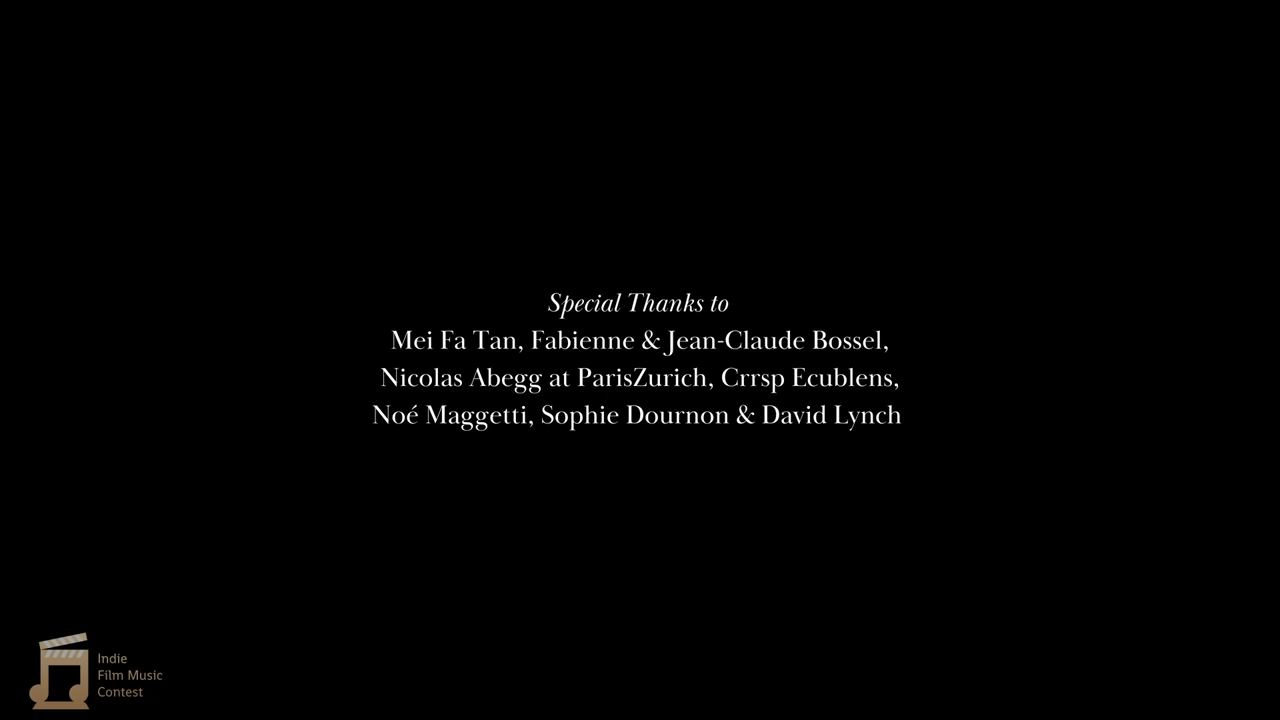 Special Thanks to
Mei Fa Tan, Fabienne & Jean-Claude Bossel,
Nicolas Abegg at ParisZurich, Crrsp Ecublens,
Noé Maggetti, Sophie Dournon & David Lynch
Indie
Film Music
Contest